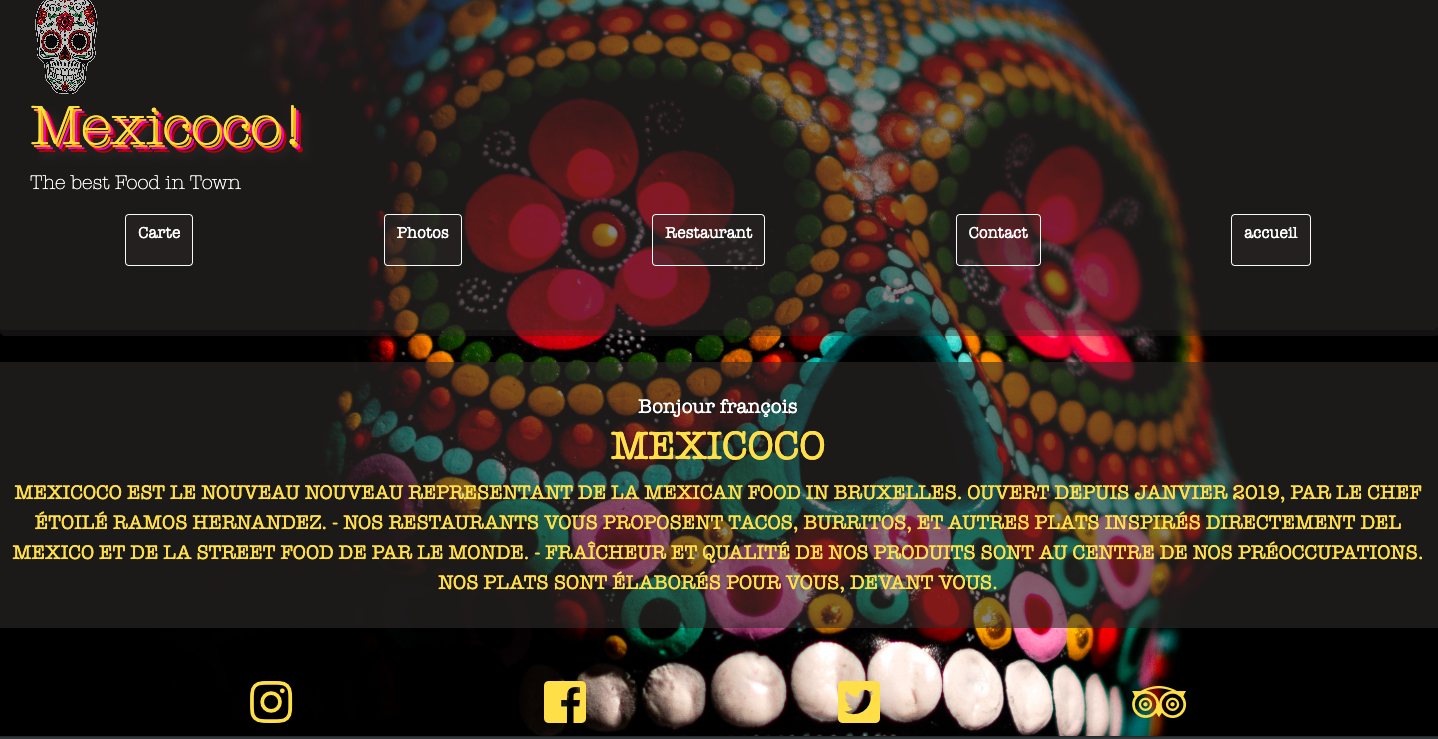 Mexicoco!
The best Food in Town
Carte
Photos
Restaurant
Contact
accueil
Bonjour françois
MEXICOCO
MEXICOCO EST LE NOUVEAU NOUVEAU REPRESENTANT DE LA MEXICAN FOOD IN BRUXELLES. OUVERT DEPUIS JANVIER 2019, PAR LE CHEF
ÉTOILÉ RAMOS HERNANDEZ. - NOS RESTAURANTS VOUS PROPOSENT TACOS, BURRITOS, ET AUTRES PLATS INSPIRÉS DIRECTEMENT DEL
MEXICO ET DE LA STREET FOOD DE PAR LE MONDE. - FRAÎCHEUR ET QUALITÉ DE NOS PRODUITS SONT AU CENTRE DE NOS PRÉOCCUPATIONS.
NOS PLATS SONT ÉLABORÉS POUR VOUS, DEVANT VOUS.